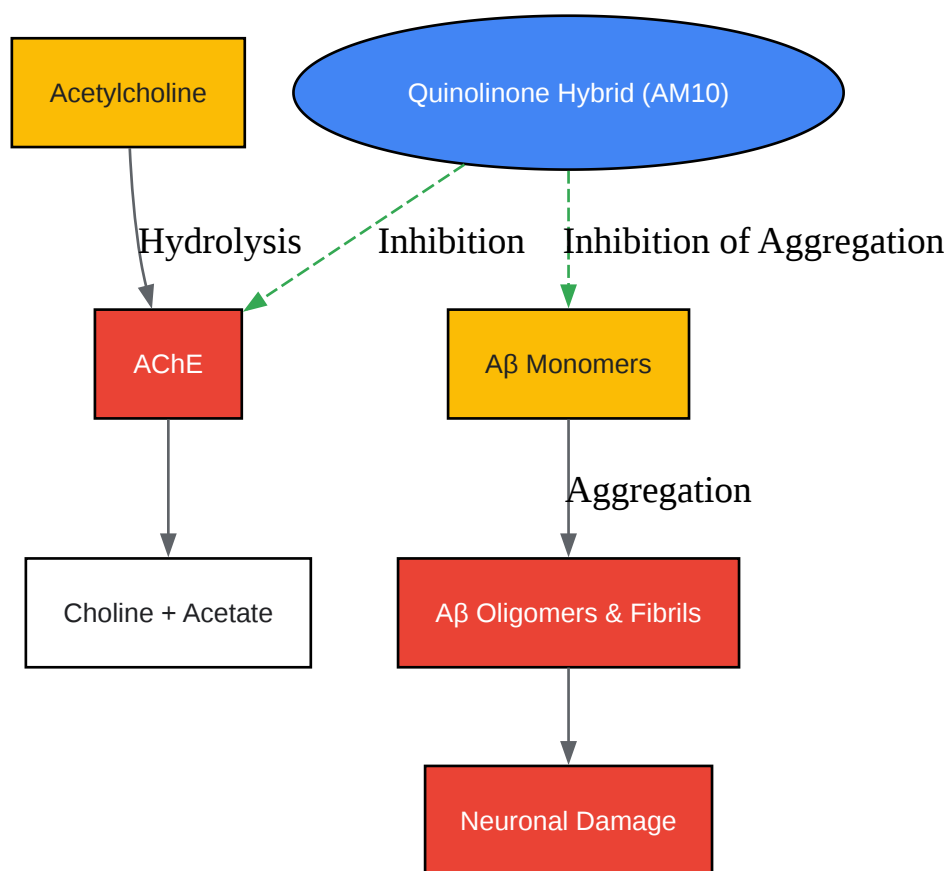 Acetylcholine
Quinolinone Hybrid (AM10)
Hydrolysis
Inhibition
Inhibition of Aggregation
AChE
Aβ Monomers
Aggregation
Choline + Acetate
Aβ Oligomers & Fibrils
Neuronal Damage